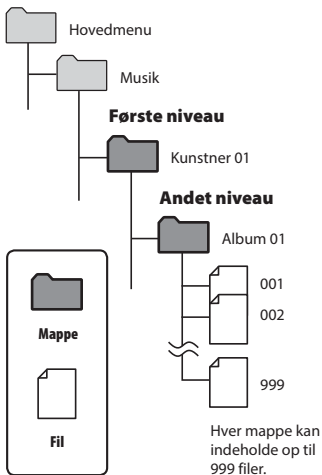 Hovedmenu
Musik
Første niveau
Kunstner 01
Andet niveau
Album 01
001
002
999
Mappe
Fil
Hver mappe kan
indeholde op til
999 filer.